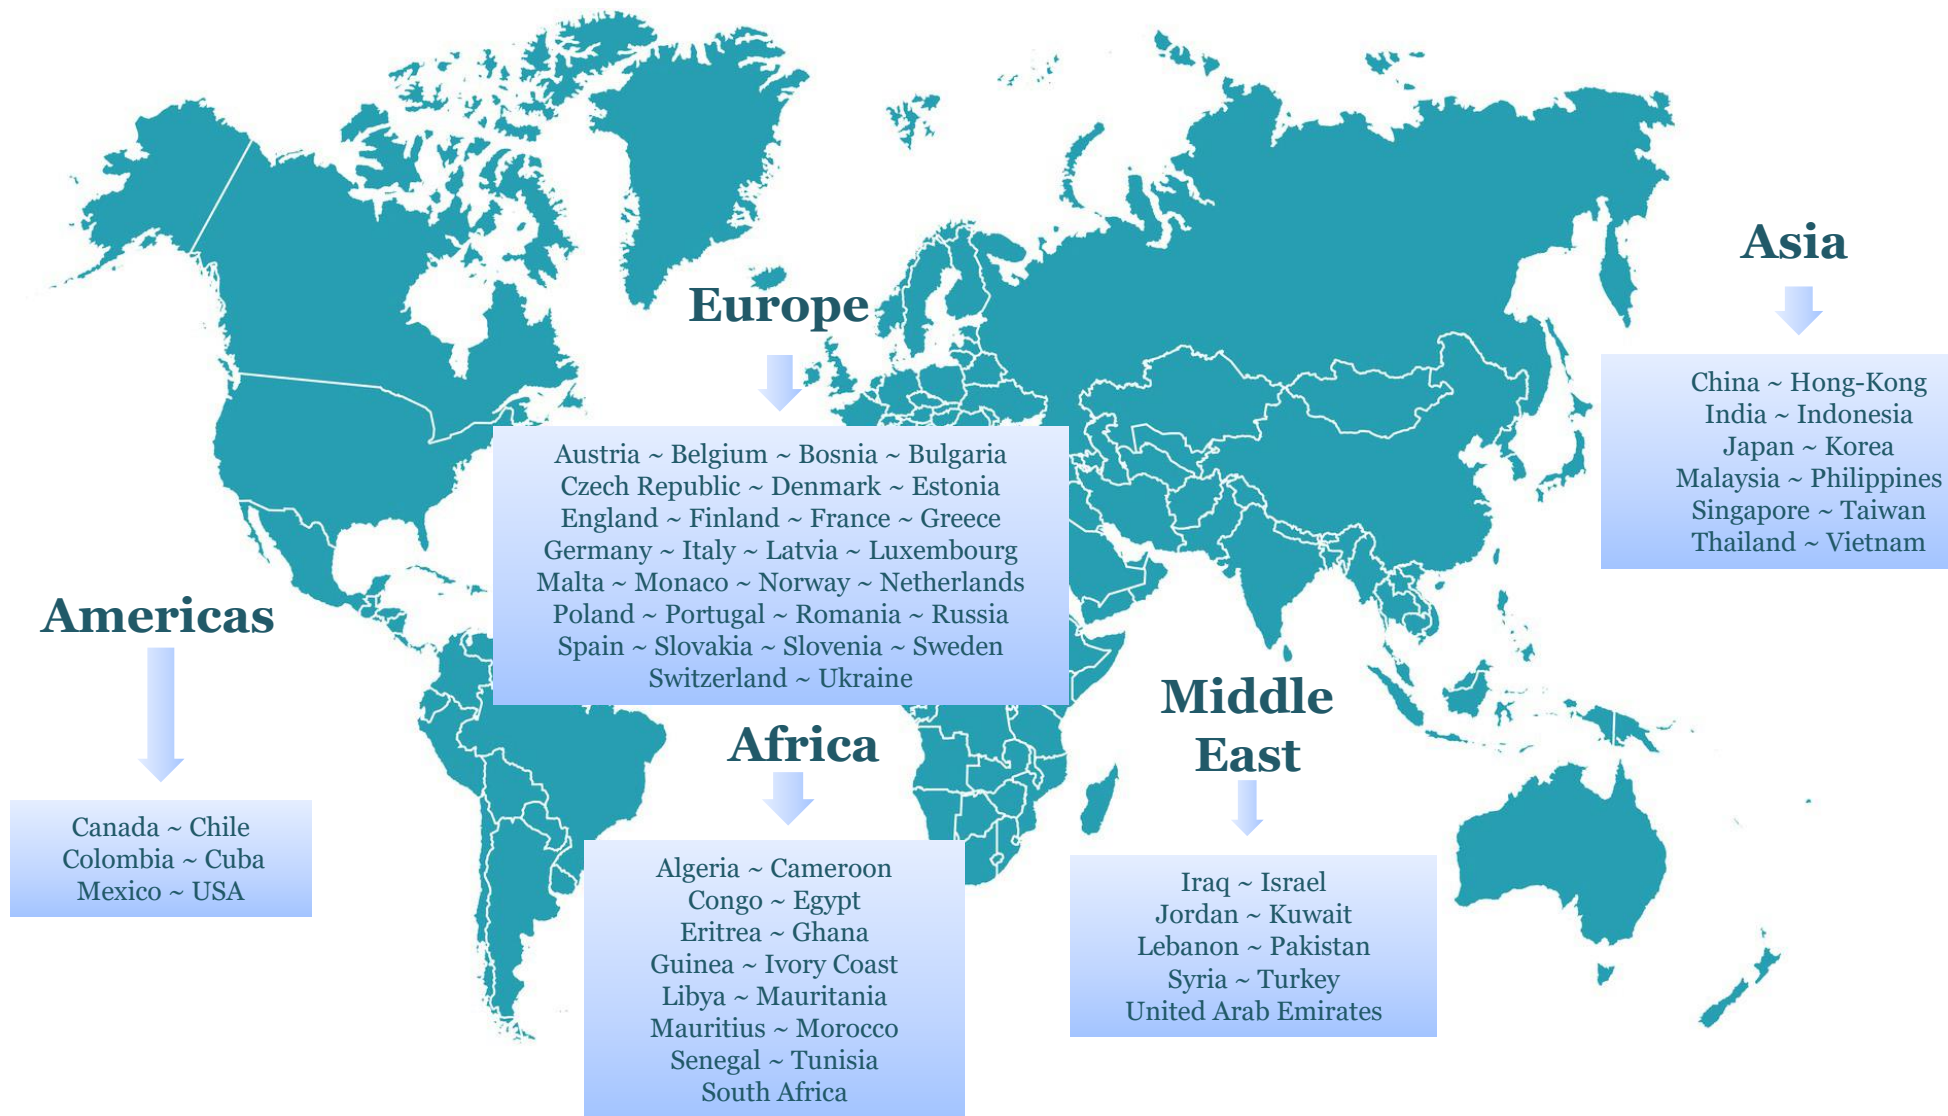 Europe
Austria ~ Belgium ~ Bosnia ~ Bulgaria
Czech Republic ~ Denmark ~ Estonia
England ~ Finland ~ France ~ Greece
Germany ~ Italy ~ Latvia ~ Luxembourg
Malta ~ Monaco ~ Norway ~ Netherlands
Poland ~ Portugal ~ Romania ~ Russia
Spain ~ Slovakia ~ Slovenia ~ Sweden
Switzerland ~ Ukraine
Asia
China ~ Hong-Kong
India ~ Indonesia
Japan ~ Korea
Malaysia ~ Philippines
Singapore ~ Taiwan
Thailand ~ Vietnam
Americas
Canada ~ Chile
Colombia ~ Cuba
Mexico ~ USA
Africa
Algeria ~ Cameroon
Congo ~ Egypt
Eritrea ~ Ghana
Guinea ~ Ivory Coast
Libya ~ Mauritania
Mauritius ~ Morocco
Senegal ~ Tunisia
South Africa
Middle
East
Iraq ~ Israel
Jordan ~ Kuwait
Lebanon ~ Pakistan
Syria ~ Turkey
United Arab Emirates